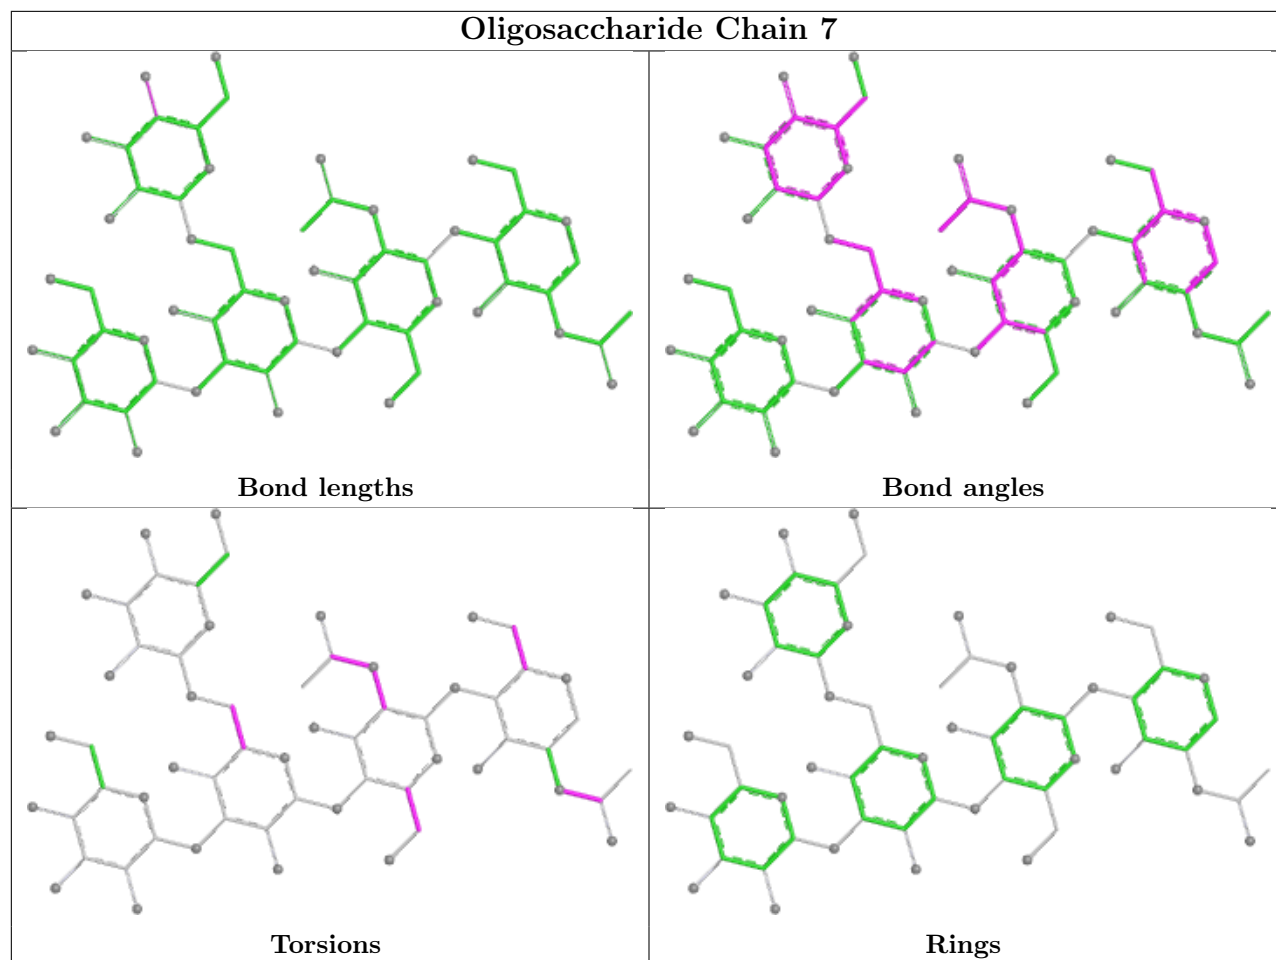 Oligosaccharide Chain 7
Bond lengths
Bond angles
Torsions
Rings